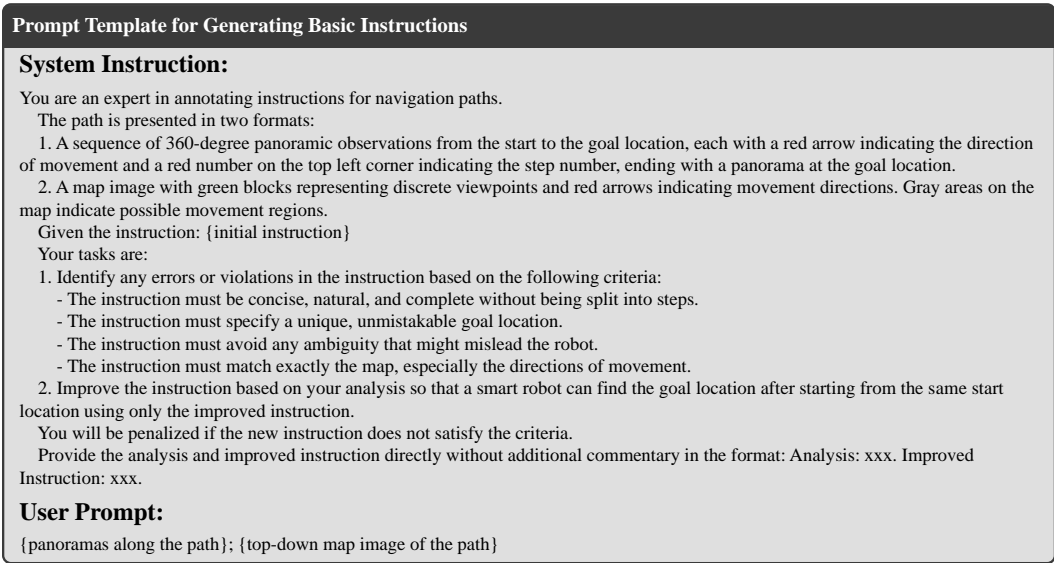 Prompt Template for Generating Basic Instructions
System Instruction:
You are an expert in annotating instructions for navigation paths.
The path is presented in two formats:
1. A sequence of 360-degree panoramic observations from the start to the goal location, each with a red arrow indicating the direction
of movement and a red number on the top left corner indicating the step number, ending with a panorama at the goal location.
2. A map image with green blocks representing discrete viewpoints and red arrows indicating movement directions. Gray areas on the
map indicate possible movement regions.
Given the instruction: {initial instruction}
Your tasks are:
1. Identify any errors or violations in the instruction based on the following criteria:
- The instruction must be concise, natural, and complete without being split into steps.
- The instruction must specify a unique, unmistakable goal location.
- The instruction must avoid any ambiguity that might mislead the robot.
- The instruction must match exactly the map, especially the directions of movement.
2. Improve the instruction based on your analysis so that a smart robot can find the goal location after starting from the same start
location using only the improved instruction.
You will be penalized if the new instruction does not satisfy the criteria.
Provide the analysis and improved instruction directly without additional commentary in the format: Analysis: xxx. Improved
Instruction: xxx.
User Prompt:
{panoramas along the path}; {top-down map image of the path}